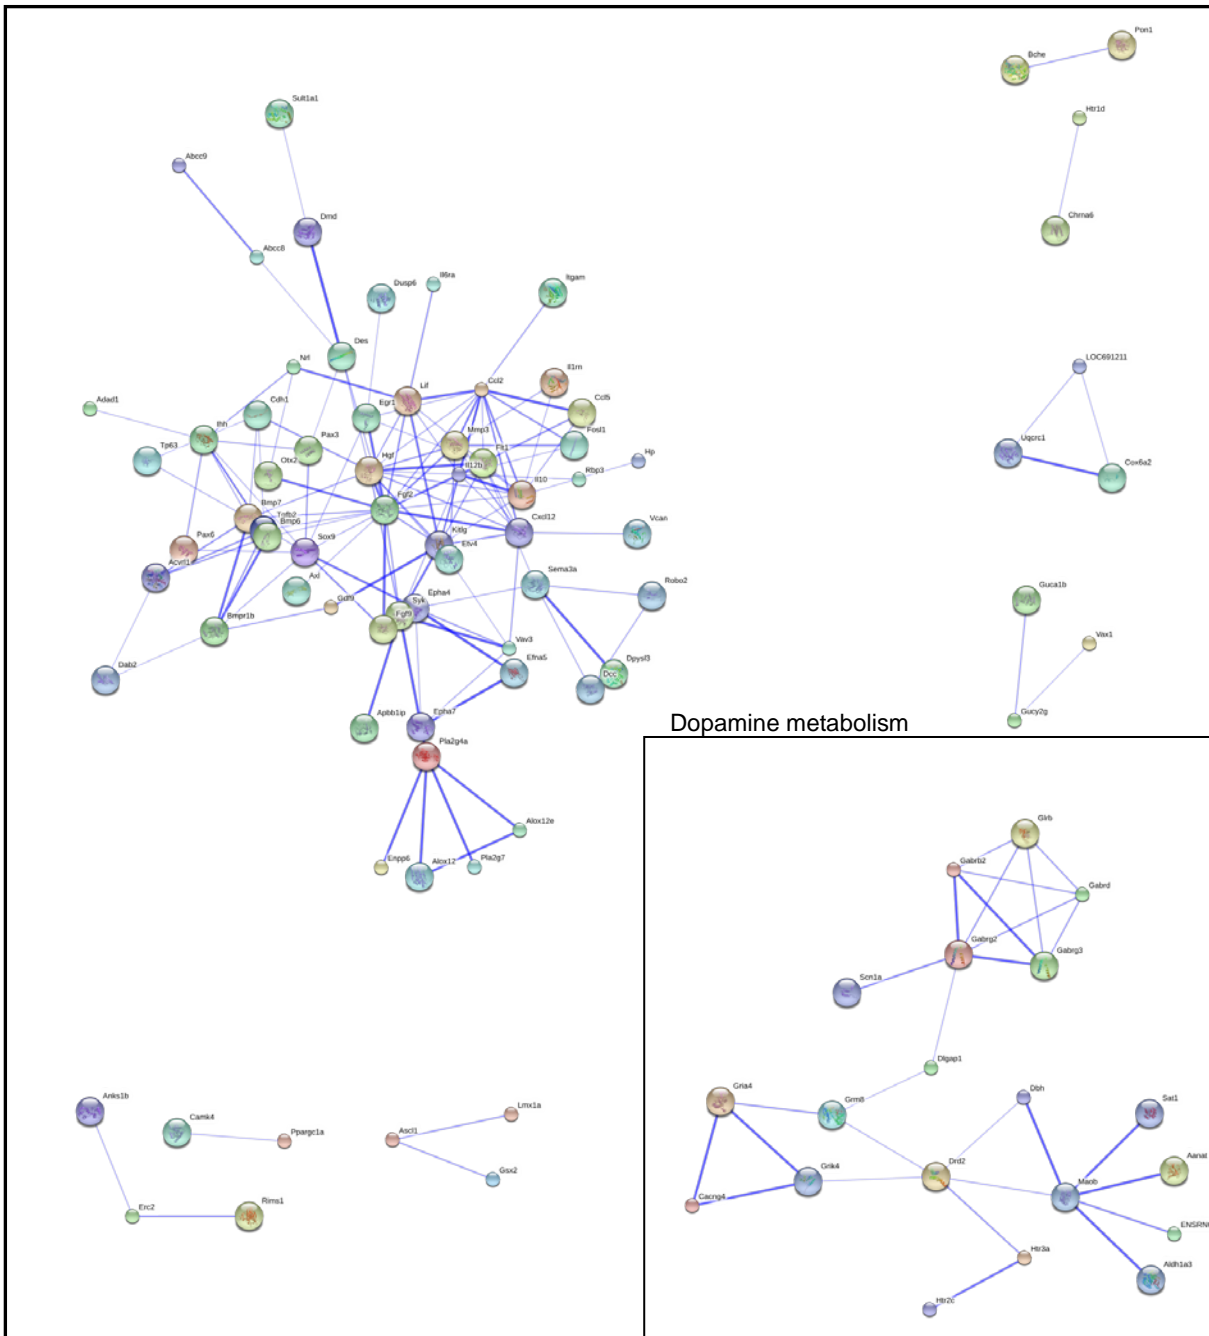 Pon1
Bche
Sult1a1
Htr1d
Abcc9
Dmd
Chrna6
Abcc8
Il6ra
Itgam
Dusp6
Des
Nrl
LOC691211
Il1rn
Lif
Ccl2
Adad1
Cdh1
Egr1
Ccl5
Ihh
Mmp3
Fosl1
Pax3
Tp63
Flt1
Uqcrc1
Hgf
Hp
Otx2
Il12b
Rbp3
Cox6a2
Il10
Fgf2
Bmp7
Tgfb2
Bmp6
Cxcl12
Vcan
Kitlg
Pax6
Sox9
Etv4
Acvrl1
Sema3a
Robo2
Axl
Guca1b
Gdf9
Epha4
Syk
Fgf9
Bmpr1b
Vax1
Vav3
Efna5
Dpysl3
Dab2
Dcc
Gucy2g
Apbb1ip
Epha7
Dopamine metabolism
Pla2g4a
Alox12e
Glrb
Enpp6
Alox12
Pla2g7
Gabrb2
Gabrd
Gabrg2
Gabrg3
Scn1a
Dlgap1
Anks1b
Gria4
Grm8
Dbh
Sat1
Camk4
Lmx1a
Ppargc1a
Ascl1
Aanat
Drd2
Grik4
Maob
Gsx2
Cacng4
Erc2
Rims1
Htr3a
Aldh1a3
Htr2c